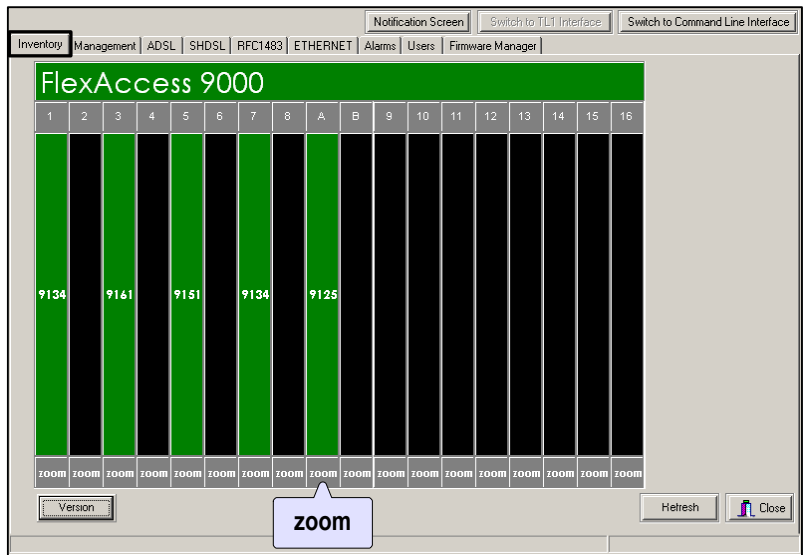 Notification Screen Switch to TL1 Interface Switch to Command Line Interface
Inventory Management ADSL SHDSL RFC1483 ETHERNET Alarms Users Firmware Manager
FlexAccess 9000
1 2 3 4 5 6 7 8 A B 9 10 11 12 13 14 15 16
9134 9161 9151 9134 9125
zoom zoom zoom zoom zoom zoom zoom zoom zoom zoom zoom zoom zoom zoom zoom zoom zoom zoom
Version Hefresh Close
zoom